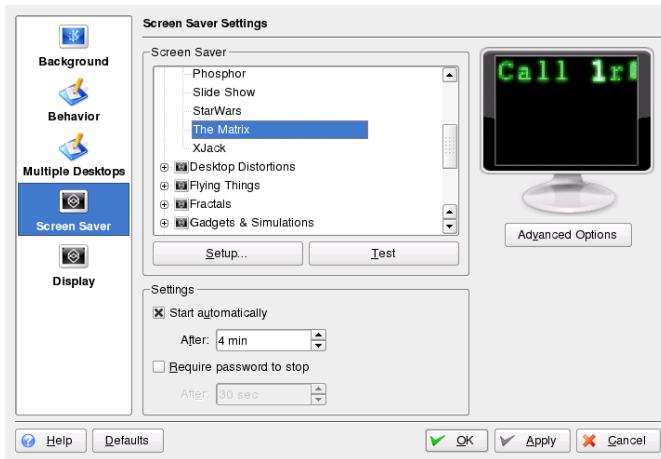 Screen Saver Settings
Background
Behavior
Multiple Desktops
Screen Saver
Display
Screen Saver
Phosphor
Slide Show
StarWars
The Matrix
XJack
Desktop Distortions
Flying Things
Fractals
Gadgets & Simulations
Setup...
Test
Call 1r
Advanced Options
Settings
Start automatically
After: 4 min
Require password to stop
After: 30 sec
Help
Defaults
OK
Apply
Cancel